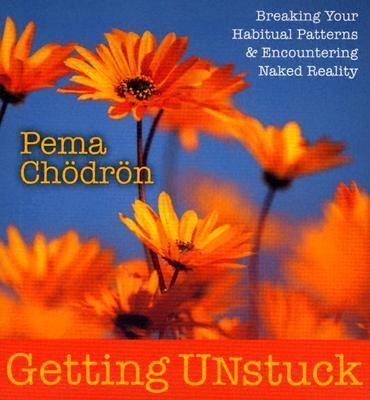 Breaking Your
Habitual Patterns
& Encountering
Naked Reality
Pema
Chödrön
Getting UNstuck